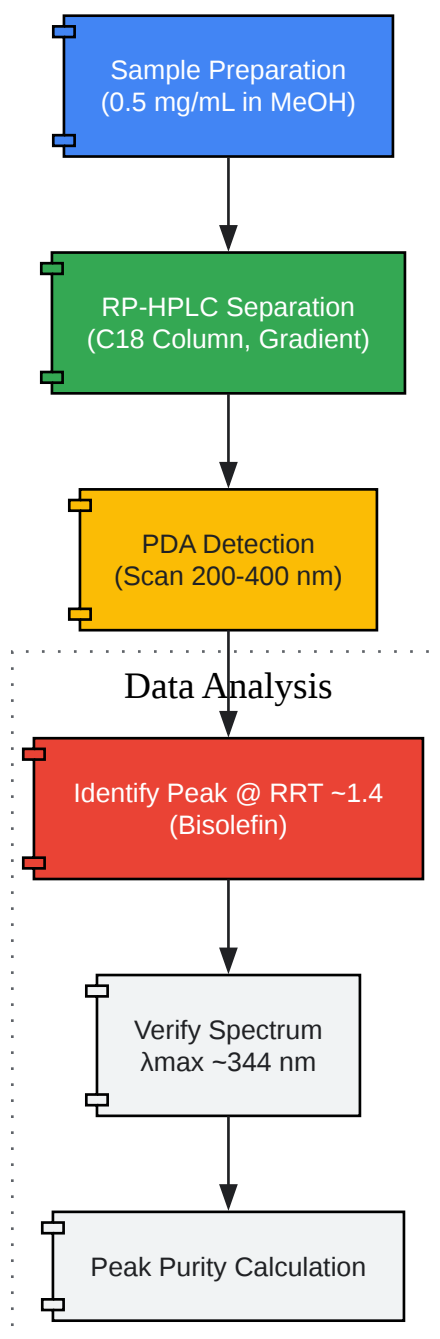 Sample Preparation
(0.5 mg/mL in MeOH)
RP-HPLC Separation
(C18 Column, Gradient)
PDA Detection
(Scan 200-400 nm)
Data Analysis
Identify Peak @ RRT ~1.4
(Bisolefin)
Verify Spectrum
λmax ~344 nm
Peak Purity Calculation